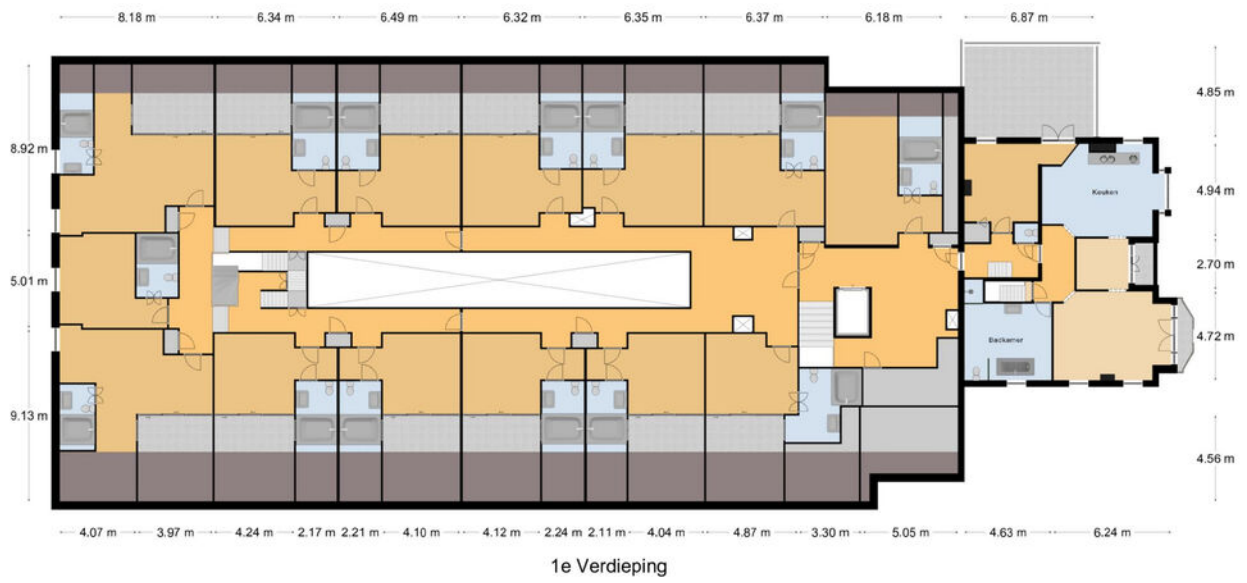 8.18 m 6.34 m 6.49 m 6.32 m 6.35 m 6.37 m 6.18 m 6.87 m
4.85 m
8.92 m
4.94 m
Keuken
5.01 m
2.70 m
4.72 m
Badkamer
9.13 m
4.56 m
4.07 m 3.97 m 4.24 m 2.17 m 2.21 m 4.10 m 4.12 m 2.24 m 2.11 m 4.04 m 4.87 m 3.30 m 5.05 m 4.63 m 6.24 m
1e Verdieping